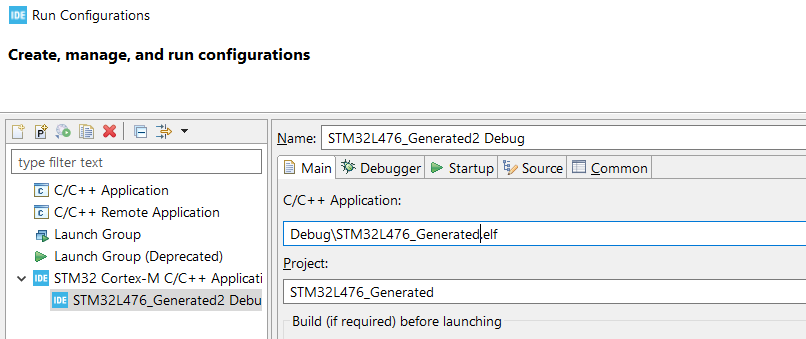 IDE Run Configurations
Create, manage, and run configurations
type filter text
C/C++ Application
C/C++ Remote Application
Launch Group
Launch Group (Deprecated)
IDE STM32 Cortex-M C/C++ Applicati
IDE STM32L476_Generated2 Debu
Name: STM32L476_Generated2 Debug
Main Debugger Startup Source Common
C/C++ Application:
Debug\STM32L476_Generated.elf
Project:
STM32L476_Generated
Build (if required) before launching